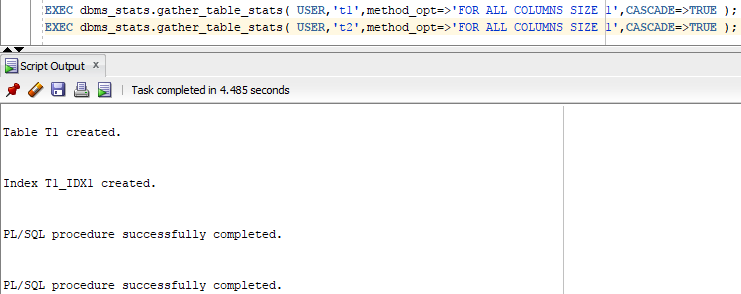 EXEC dbms_stats.gather_table_stats( USER,'t1',method_opt=>'FOR ALL COLUMNS SIZE 1',CASCADE=>TRUE );
EXEC dbms_stats.gather_table_stats( USER,'t2',method_opt=>'FOR ALL COLUMNS SIZE 1',CASCADE=>TRUE );
Script Output x
Task completed in 4.485 seconds
Table T1 created.
Index T1_IDX1 created.
PL/SQL procedure successfully completed.
PL/SQL procedure successfully completed.